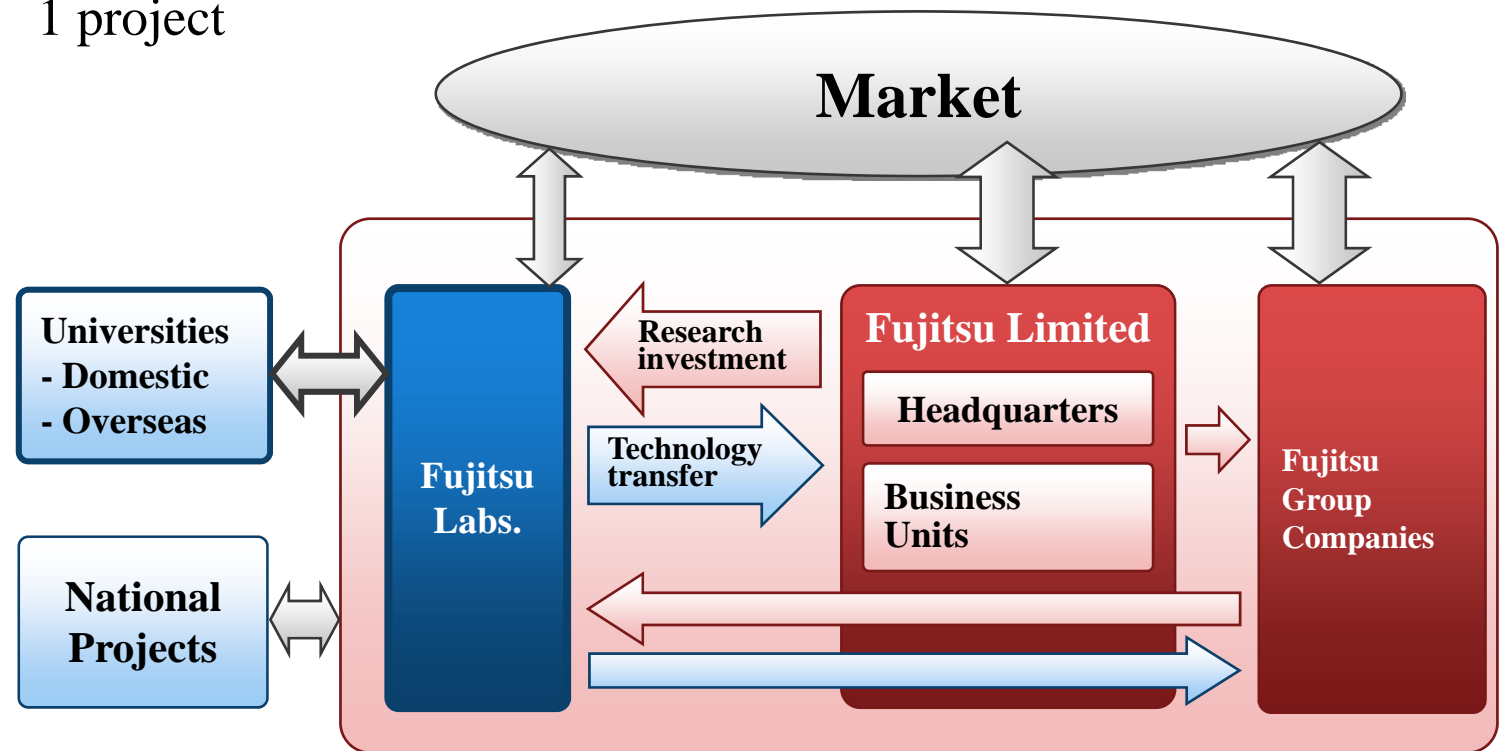 1 project
Market
Universities
- Domestic
- Overseas
National
Projects
Fujitsu
Labs.
Research
investment
Technology
transfer
Fujitsu Limited
Headquarters
Business
Units
Fujitsu
Group
Companies